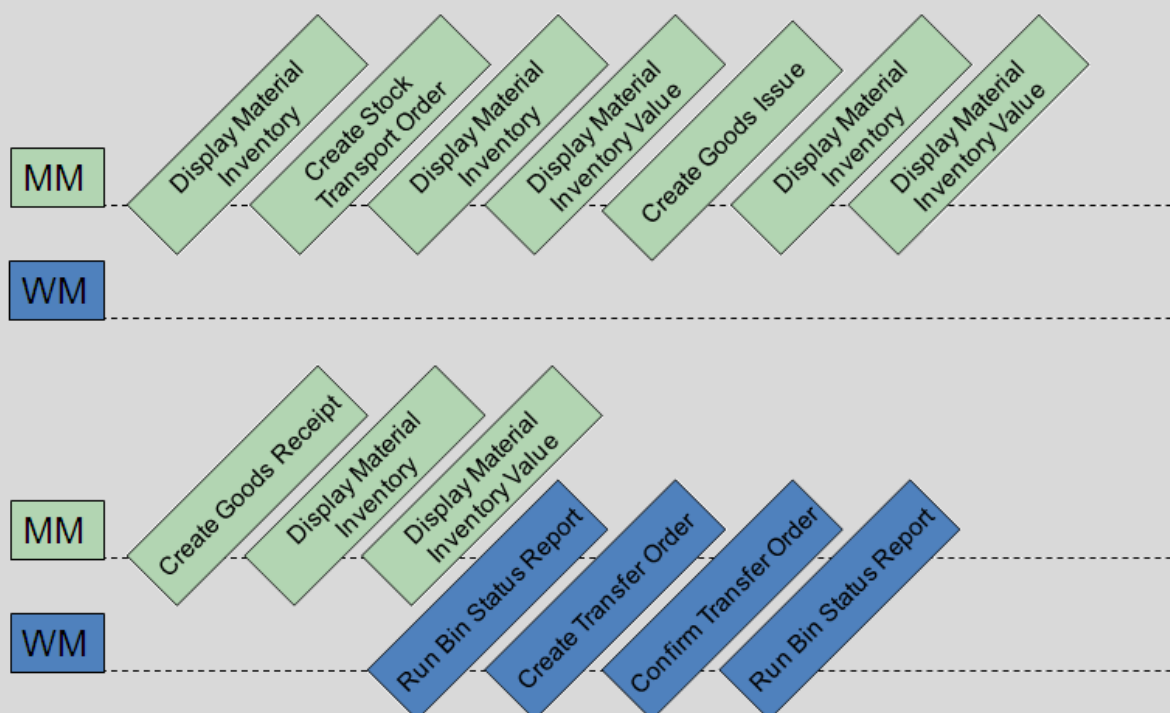 Display Material
Inventory
Create Stock
Transport Order
Display Material
Inventory
Display Material
Inventory Value
Create Goods Issue
Display Material
Inventory
Display Material
Inventory Value
MM
WM
Create Goods Receipt
Display Material
Inventory
Display Material
Inventory Value
MM
Run Bin Status Report
Create Transfer Order
Confirm Transfer Order
Run Bin Status Report
WM